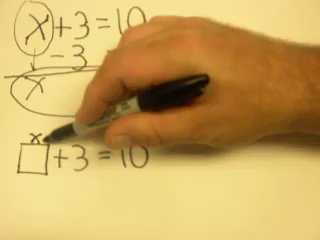 x + 3 = 10
- 3
x
x
□ + 3 = 10